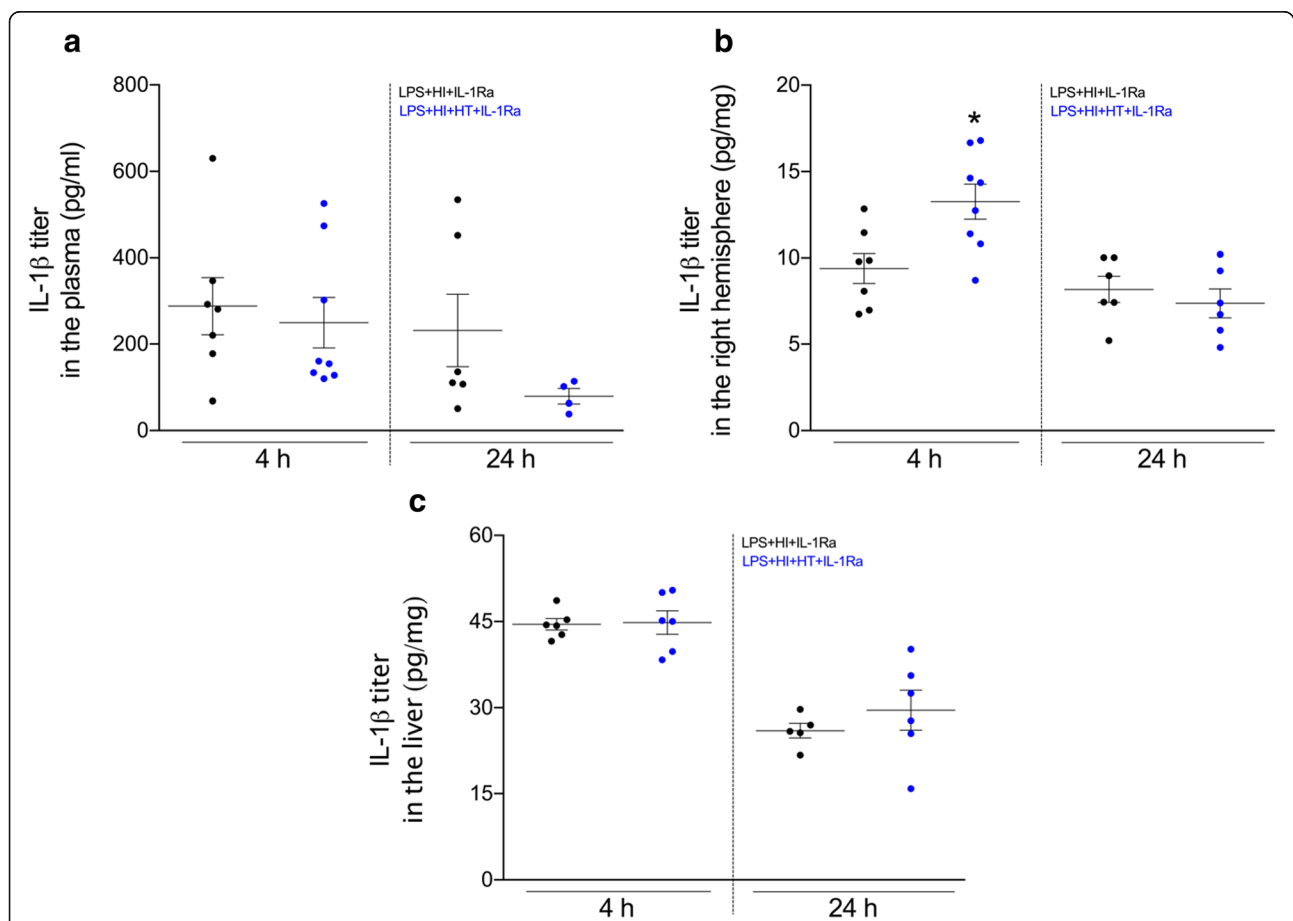 a
IL-1β titer
in the plasma (pg/ml)
800
600
400
200
0
LPS+HI+IL-1Ra
LPS+HI+HT+IL-1Ra
4 h
24 h
b
IL-1β titer
in the right hemisphere (pg/mg)
20
15
10
5
0
*
LPS+HI+IL-1Ra
LPS+HI+HT+IL-1Ra
4 h
24 h
c
IL-1β titer
in the liver (pg/mg)
60
45
30
15
0
LPS+HI+IL-1Ra
LPS+HI+HT+IL-1Ra
4 h
24 h